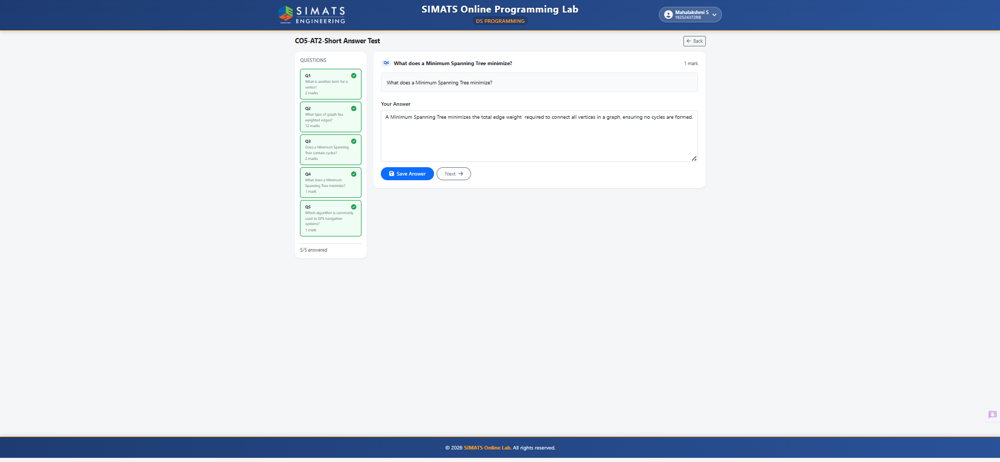 SIMATS
ENGINEERING
SIMATS Online Programming Lab
DS PROGRAMMING
Mahalakshmi S
192524372RB
CO5-AT2-Short Answer Test
Back
QUESTIONS
Q1
What is another term for a
vertex?
2 marks
Q2
What type of graph has
weighted edges?
12 marks
Q3
Does a Minimum Spanning
Tree contain cycles?
2 marks
Q4
What does a Minimum
Spanning Tree minimize?
1 mark
Q5
Which algorithm is commonly
used in GPS navigation
systems?
1 mark
5/5 answered
Q4 What does a Minimum Spanning Tree minimize?
1 mark
What does a Minimum Spanning Tree minimize?
Your Answer
A Minimum Spanning Tree minimizes the total edge weight  required to connect all vertices in a graph, ensuring no cycles are formed.
Save Answer
Next
© 2026 SIMATS Online Lab. All rights reserved.